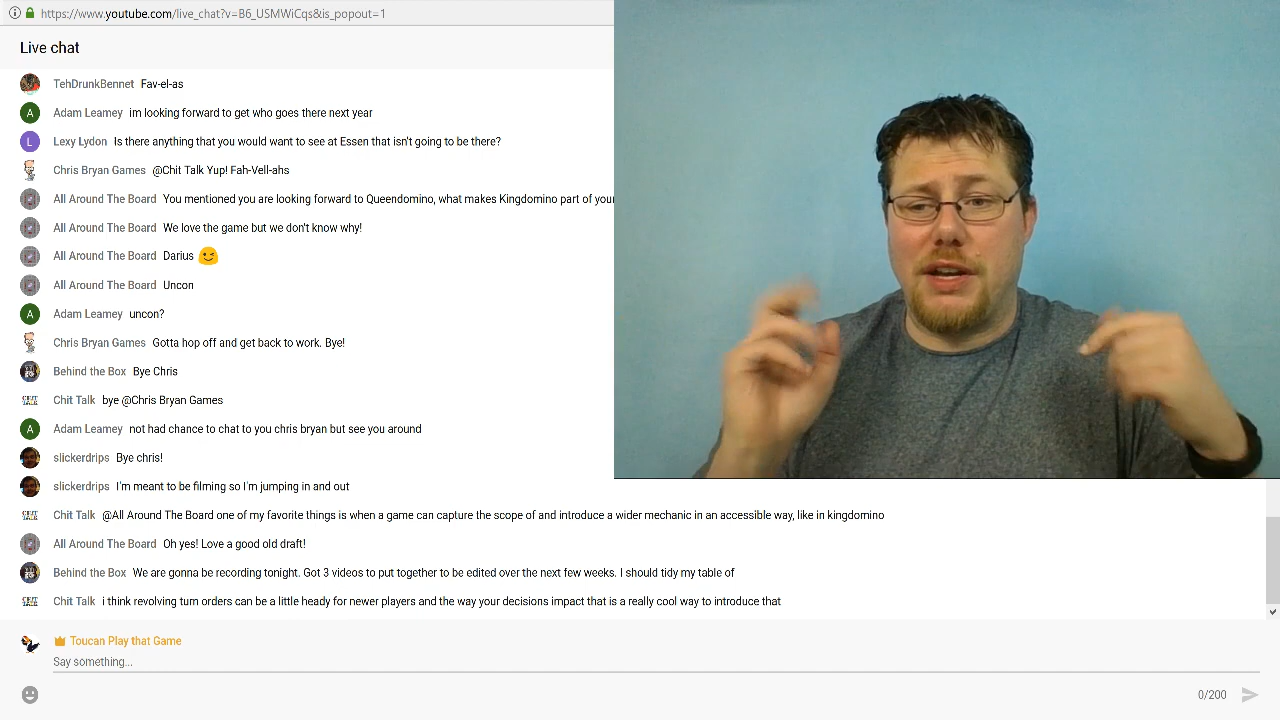 https://www.youtube.com/live_chat?v=B6_USMWiCqs&is_popout=1
Live chat
TehDrunkBennet Fav-el-as
Adam Leamey im looking forward to get who goes there next year
Lexy Lydon Is there anything that you would want to see at Essen that isn't going to be there?
Chris Bryan Games @Chit Talk Yup! Fah-Vell-ahs
All Around The Board You mentioned you are looking forward to Queendomino, what makes Kingdomino part of your
All Around The Board We love the game but we don't know why!
All Around The Board Darius 😉
All Around The Board Uncon
Adam Leamey uncon?
Chris Bryan Games Gotta hop off and get back to work. Bye!
Behind the Box Bye Chris
Chit Talk bye @Chris Bryan Games
Adam Leamey not had chance to chat to you chris bryan but see you around
slickerdrips Bye chris!
slickerdrips I'm meant to be filming so I'm jumping in and out
Chit Talk @All Around The Board one of my favorite things is when a game can capture the scope of and introduce a wider mechanic in an accessible way, like in kingdomino
All Around The Board Oh yes! Love a good old draft!
Behind the Box We are gonna be recording tonight. Got 3 videos to put together to be edited over the next few weeks. I should tidy my table of
Chit Talk i think revolving turn orders can be a little heady for newer players and the way your decisions impact that is a really cool way to introduce that
Toucan Play that Game
Say something...
0/200